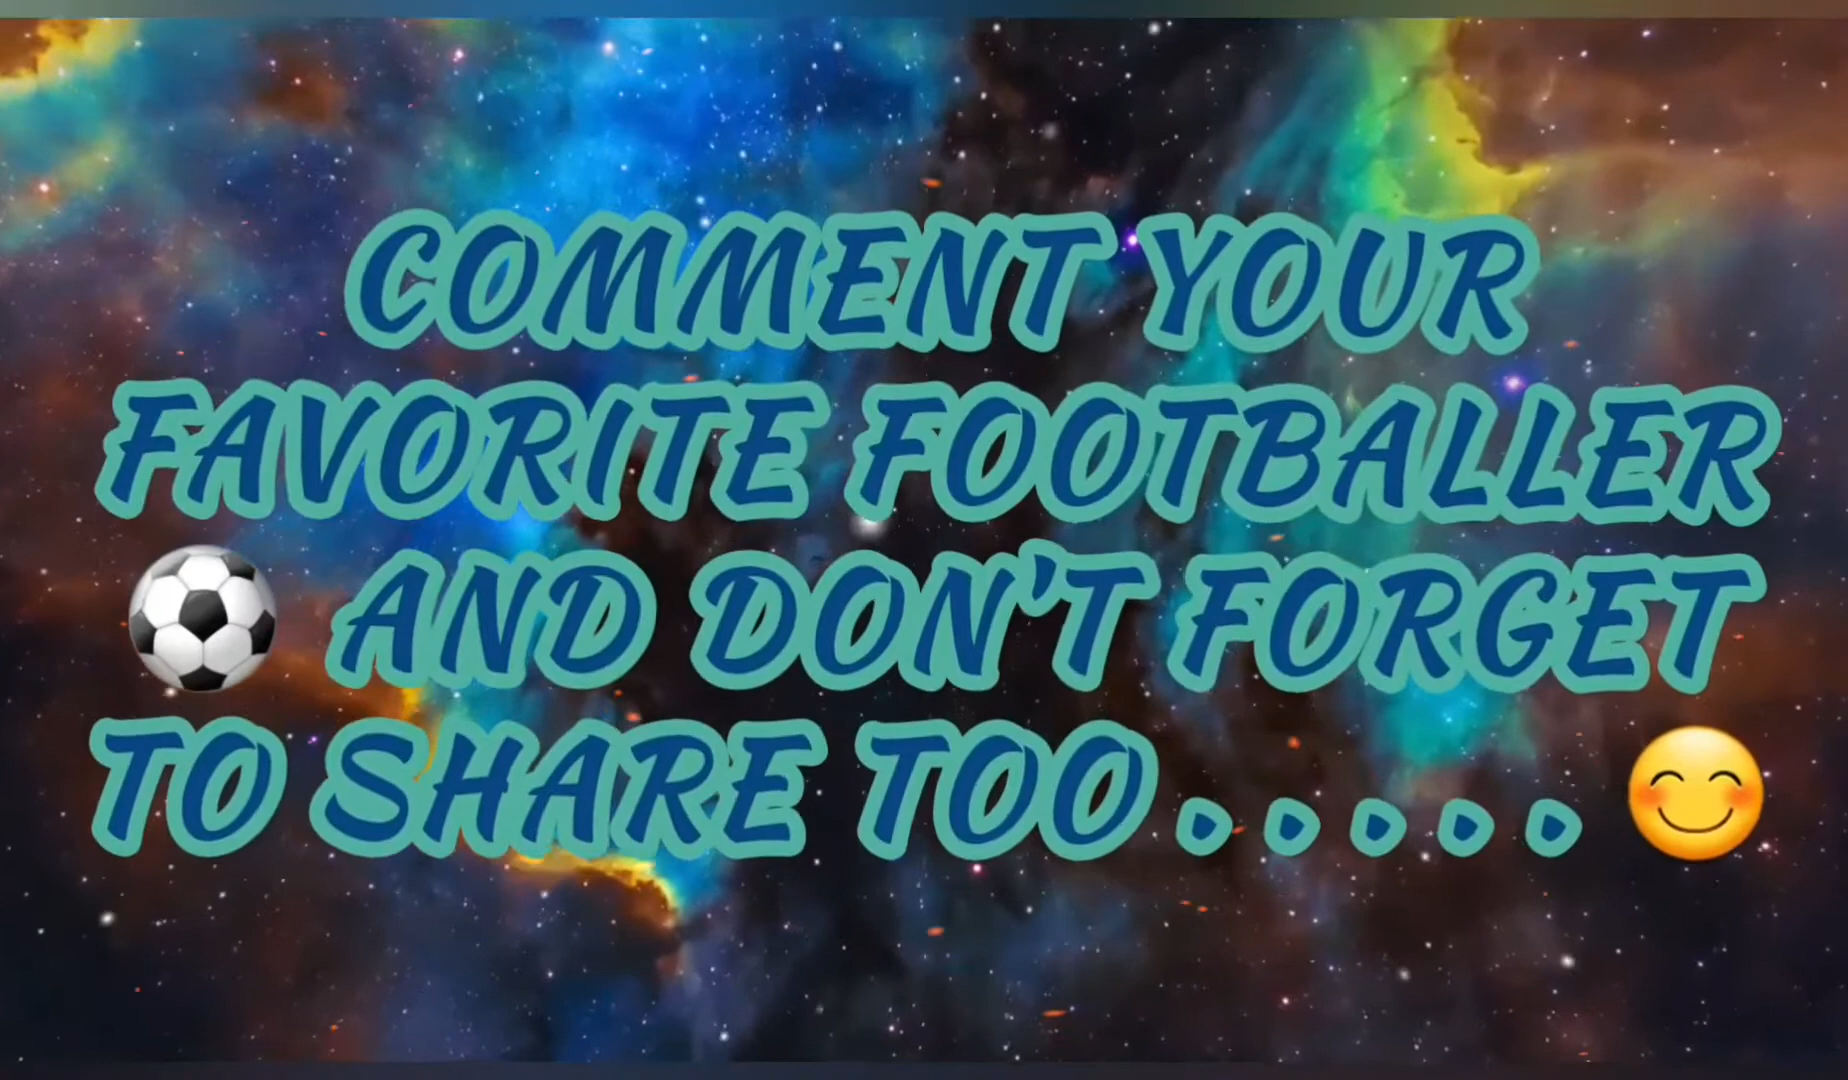 COMMENT YOUR
FAVORITE FOOTBALLER
⚽ AND DON'T FORGET
TO SHARE TOO..... 😊